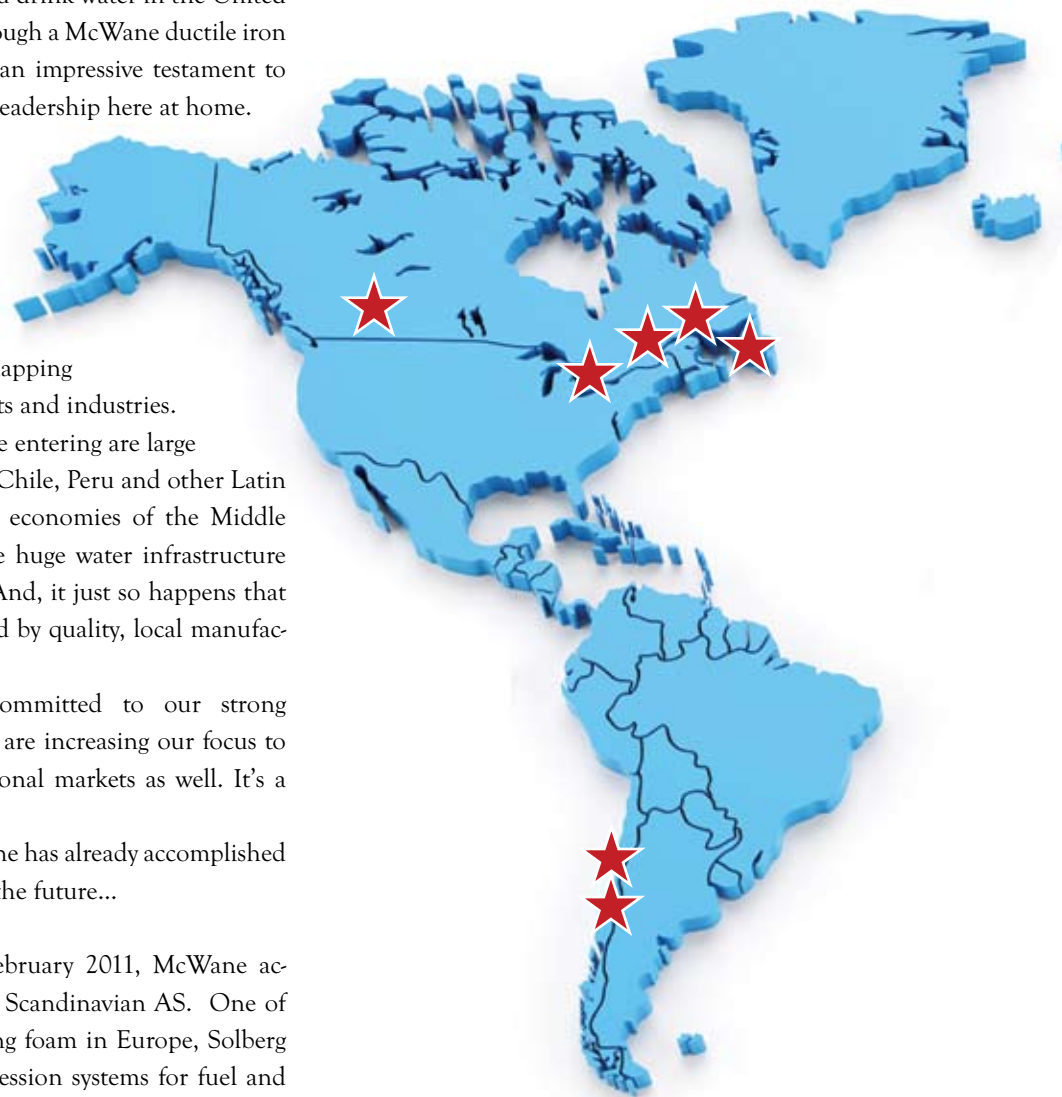 d drink water in the United
ough a McWane ductile iron
an impressive testament to
eadership here at home.
apping
ts and industries.
e entering are large
Chile, Peru and other Latin
economies of the Middle
e huge water infrastructure
And, it just so happens that
d by quality, local manufac-
ommitted to our strong
are increasing our focus to
onal markets as well. It's a
ne has already accomplished
the future...
ebruary 2011, McWane ac-
Scandinavian AS. One of
ng foam in Europe, Solberg
ession systems for fuel and